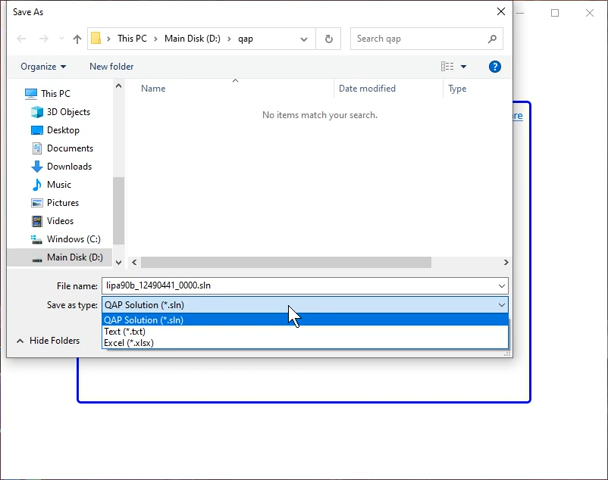 Save As
This PC
Main Disk (D:)
qap
Search qap
Organize
New folder
Name
Date modified
Type
This PC
No items match your search.
3D Objects
Desktop
Documents
Downloads
Music
Pictures
Videos
Windows (C:)
Main Disk (D:)
File name: lipa90b_12490441_0000.sln
Save as type: QAP Solution (*.sln)
QAP Solution (*.sln)
Text (*.txt)
Excel (*.xlsx)
Hide Folders